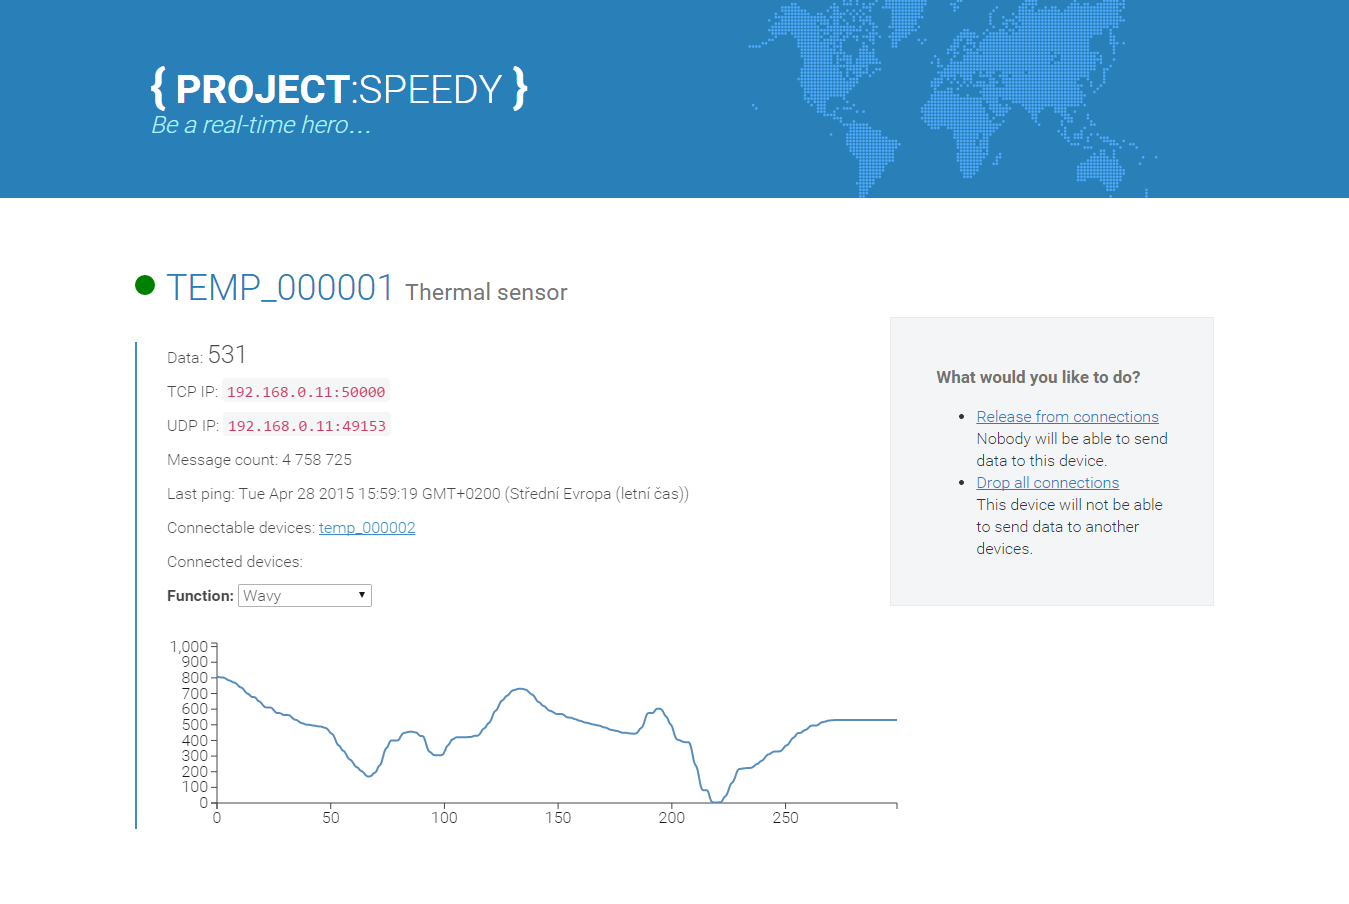 { PROJECT:SPEEDY }
Be a real-time hero...
TEMP_000001 Thermal sensor
Data: 531
TCP IP: 192.168.0.11:50000
UDP IP: 192.168.0.11:49153
Message count: 4 758 725
Last ping: Tue Apr 28 2015 15:59:19 GMT+0200 (Střední Evropa (letní čas))
Connectable devices: temp_000002
Connected devices:
Function: Wavy
What would you like to do?
• Release from connections
Nobody will be able to send
data to this device.
• Drop all connections
This device will not be able
to send data to another
devices.
1,000
900
800
700
600
500
400
300
200
100
0
0 50 100 150 200 250